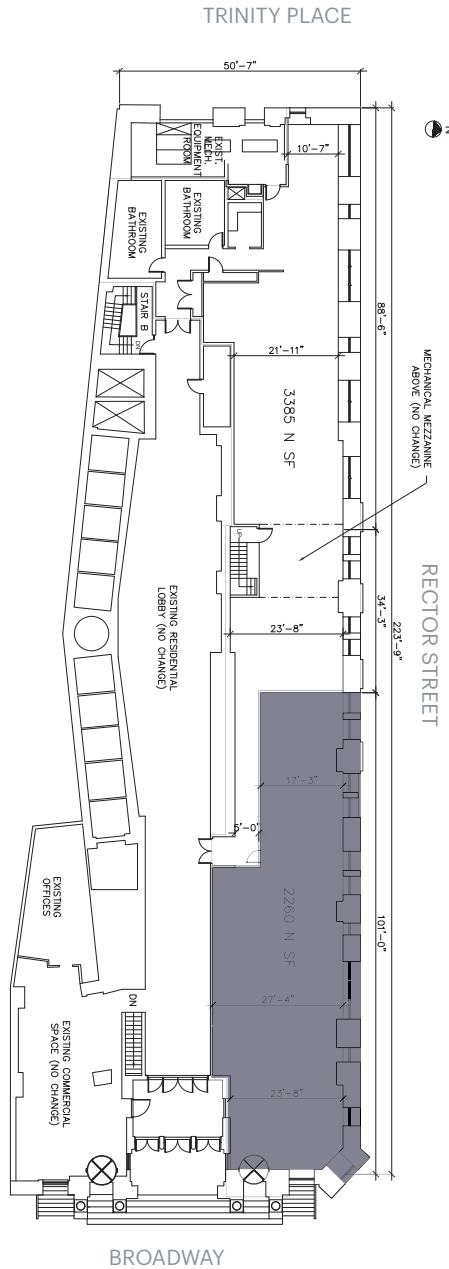 TRINITY PLACE
50'-7"
N
EXIST.
MECH.
EQUIPMENT
ROOM
10'-7"
EXISTING
BATHROOM
EXISTING
BATHROOM
STAIR B
DN
88'-6"
21'-11"
3385 N SF
MECHANICAL MEZZANINE
ABOVE (NO CHANGE)
UP
EXISTING RESIDENTIAL
LOBBY (NO CHANGE)
23'-8"
34'-3"
223'-9"
RECTOR STREET
17'-3"
5'-0"
2260 N SF
101'-0"
EXISTING
OFFICES
27'-4"
DN
EXISTING COMMERCIAL
SPACE (NO CHANGE)
23'-8"
BROADWAY